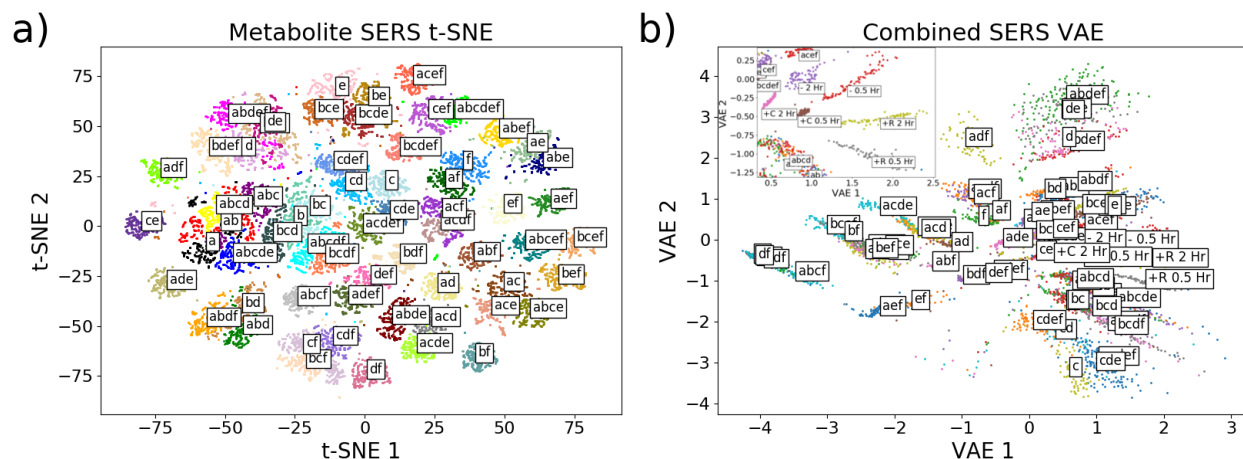 a)
Metabolite SERS t-SNE
t-SNE 2
75
50
25
0
−25
−50
−75
−75
−50
−25
0
25
50
75
t-SNE 1
acef
e
be
bce
bcde
cef
abcdef
abdef
de
abef
bdef
d
bcdef
ae
abe
adf
cdef
f
cd
c
af
abc
abcd
bc
cde
acf
ef
aef
ce
ab
b
acdef
acdf
bcd
a
abcdf
abcef
bcef
abcde
bcdf
bdf
abf
ade
def
ad
ac
bef
bd
abcf
adef
ace
abce
abdf
abd
abde
acd
cf
cdf
acde
bcf
df
bf
b)
Combined SERS VAE
VAE 2
4
3
2
1
0
−1
−2
−3
−4
−4
−3
−2
−1
0
1
2
3
VAE 1
0.25
0.00
−0.25
−0.50
−0.75
−1.00
−1.25
VAE 2
0.5
1.0
1.5
2.0
2.5
VAE 1
acef
cef
- 2 Hr
- 0.5 Hr
+C 2 Hr
+C 0.5 Hr
+R 2 Hr
+R 0.5 Hr
abcd
abdef
de
adf
d
abdf
bd
acf
acde
f
af
ae
bce
e
bf
acd
ad
ade
cef
- 2 Hr
- 0.5 Hr
+C 2 Hr
+R 2 Hr
0.5 Hr
+R 0.5 Hr
abf
bdf
def
df
abcf
aef
ef
abcd
bc
bcd
abcde
cdef
bcdf
cde
c